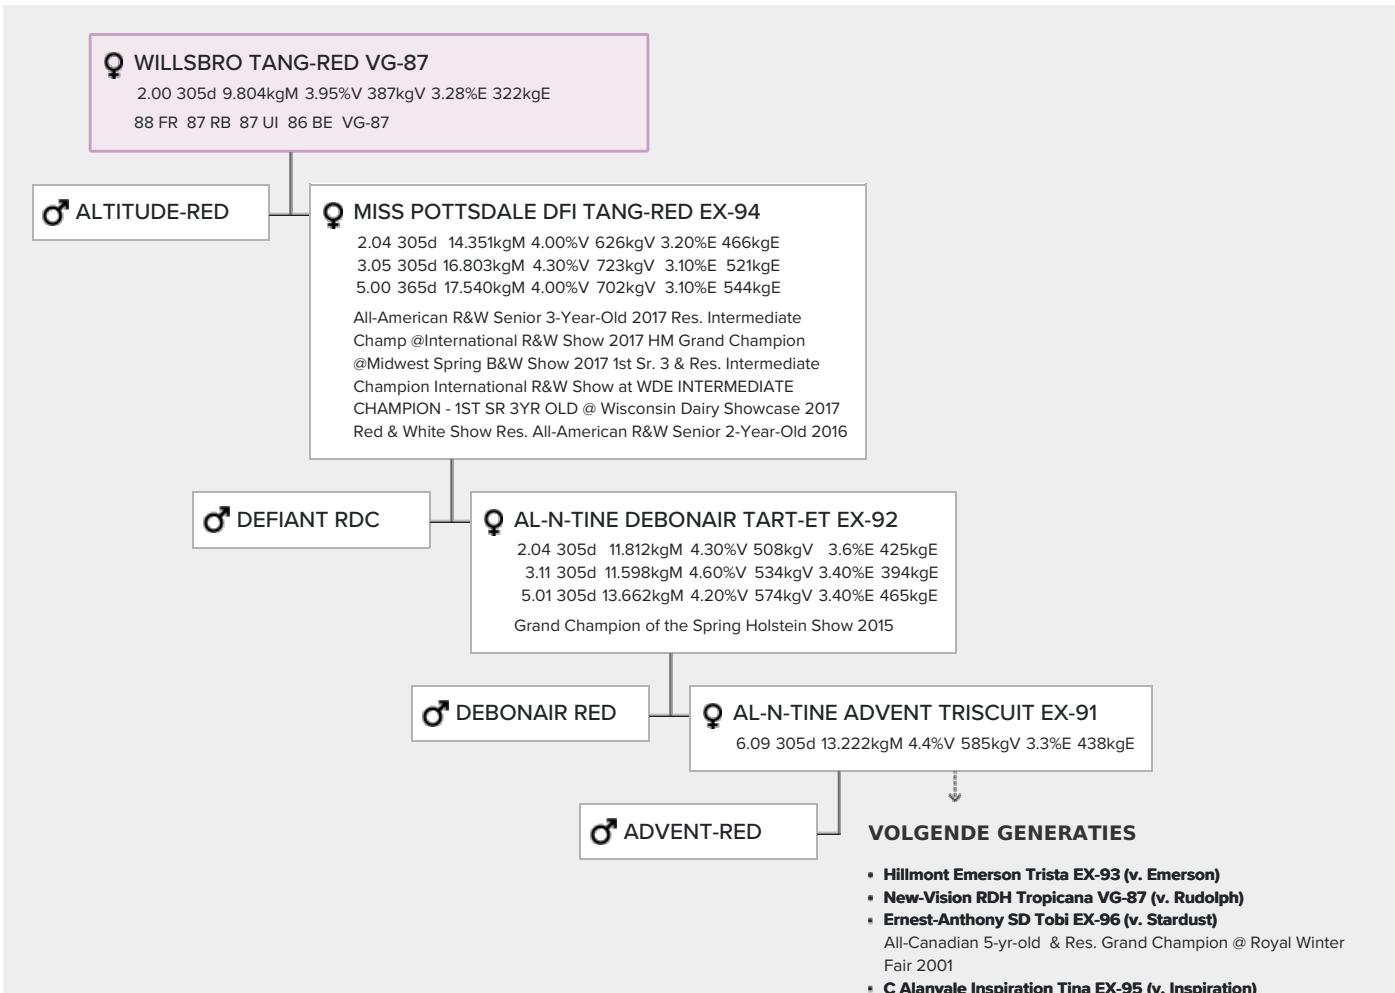 WILLSBRO TANG-RED VG-87
2.00 305d 9.804kgM 3.95%V 387kgV 3.28%E 322kgE
88 FR 87 RB 87 UI 86 BE VG-87
ALTITUDE-RED
MISS POTTSDALE DFI TANG-RED EX-94
2.04 305d 14.351kgM 4.00%V 626kgV 3.20%E 466kgE
3.05 305d 16.803kgM 4.30%V 723kgV 3.10%E 521kgE
5.00 365d 17.540kgM 4.00%V 702kgV 3.10%E 544kgE
All-American R&W Senior 3-Year-Old 2017 Res. Intermediate
Champ @International R&W Show 2017 HM Grand Champion
@Midwest Spring B&W Show 2017 1st Sr. 3 & Res. Intermediate
Champion International R&W Show at WDE INTERMEDIATE
CHAMPION - 1ST SR 3YR OLD @ Wisconsin Dairy Showcase 2017
Red & White Show Res. All-American R&W Senior 2-Year-Old 2016
DEFIANT RDC
AL-N-TINE DEBONAIR TART-ET EX-92
2.04 305d 11.812kgM 4.30%V 508kgV 3.6%E 425kgE
3.11 305d 11.598kgM 4.60%V 534kgV 3.40%E 394kgE
5.01 305d 13.662kgM 4.20%V 574kgV 3.40%E 465kgE
Grand Champion of the Spring Holstein Show 2015
DEBONAIR RED
AL-N-TINE ADVENT TRISCUIT EX-91
6.09 305d 13.222kgM 4.4%V 585kgV 3.3%E 438kgE
ADVENT-RED
VOLGENDE GENERATIES
• Hillmont Emerson Trista EX-93 (v. Emerson)
• New-Vision RDH Tropicana VG-87 (v. Rudolph)
• Ernest-Anthony SD Tobi EX-96 (v. Stardust)
All-Canadian 5-yr-old & Res. Grand Champion @ Royal Winter
Fair 2001
• C Alanvale Inspiration Tina EX-95 (v. Inspiration)